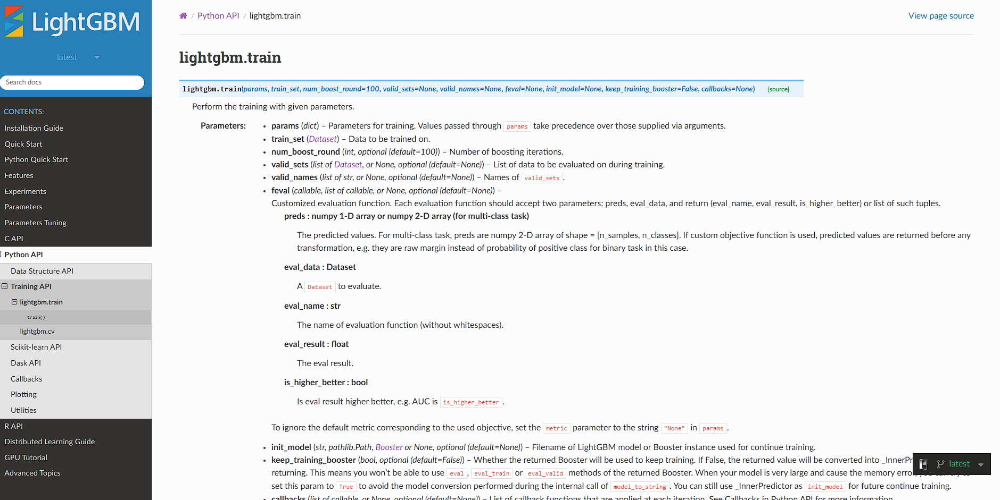 LightGBM
latest
Search docs
CONTENTS:
Installation Guide
Quick Start
Python Quick Start
Features
Experiments
Parameters
Parameters Tuning
C API
Python API
Data Structure API
Training API
lightgbm.train
train()
lightgbm.cv
Scikit-learn API
Dask API
Callbacks
Plotting
Utilities
R API
Distributed Learning Guide
GPU Tutorial
Advanced Topics
/ Python API / lightgbm.train
View page source
lightgbm.train
lightgbm.train(params, train_set, num_boost_round=100, valid_sets=None, valid_names=None, feval=None, init_model=None, keep_training_booster=False, callbacks=None) [source]
Perform the training with given parameters.
Parameters:
• params (dict) – Parameters for training. Values passed through params take precedence over those supplied via arguments.
• train_set (Dataset) – Data to be trained on.
• num_boost_round (int, optional (default=100)) – Number of boosting iterations.
• valid_sets (list of Dataset, or None, optional (default=None)) – List of data to be evaluated on during training.
• valid_names (list of str, or None, optional (default=None)) – Names of valid_sets.
• feval (callable, list of callable, or None, optional (default=None)) –
Customized evaluation function. Each evaluation function should accept two parameters: preds, eval_data, and return (eval_name, eval_result, is_higher_better) or list of such tuples.
preds : numpy 1-D array or numpy 2-D array (for multi-class task)
The predicted values. For multi-class task, preds are numpy 2-D array of shape = [n_samples, n_classes]. If custom objective function is used, predicted values are returned before any
transformation, e.g. they are raw margin instead of probability of positive class for binary task in this case.
eval_data : Dataset
A Dataset to evaluate.
eval_name : str
The name of evaluation function (without whitespaces).
eval_result : float
The eval result.
is_higher_better : bool
Is eval result higher better, e.g. AUC is is_higher_better.
To ignore the default metric corresponding to the used objective, set the metric parameter to the string "None" in params.
• init_model (str, pathlib.Path, Booster or None, optional (default=None)) – Filename of LightGBM model or Booster instance used for continue training.
• keep_training_booster (bool, optional (default=False)) – Whether the returned Booster will be used to keep training. If False, the returned value will be converted into _InnerPr
returning. This means you won't be able to use eval, eval_train or eval_valid methods of the returned Booster. When your model is very large and cause the memory
set this param to True to avoid the model conversion performed during the internal call of model_to_string. You can still use _InnerPredictor as init_model for future continue training.
• callbacks (list of callable, or None, optional (default=None)) – List of callback functions that are applied at each iteration. See Callbacks in Python API for more information.
latest